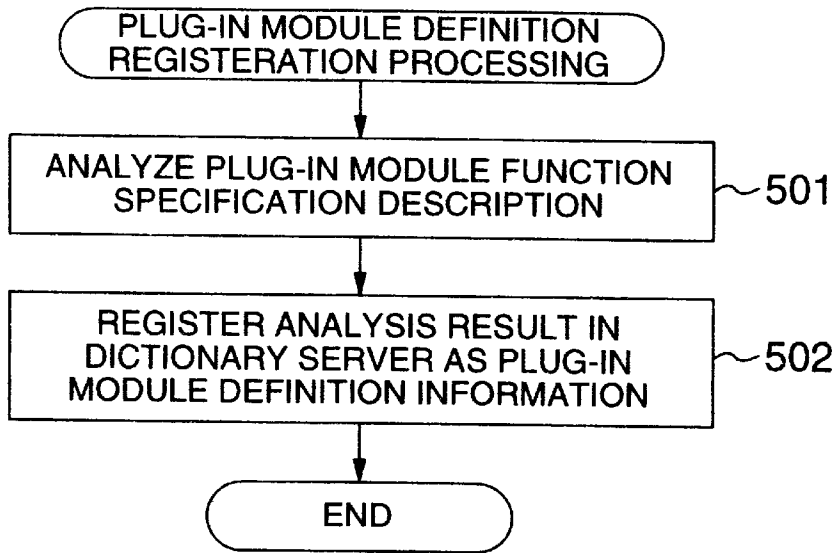 PLUG-IN MODULE DEFINITION
REGISTERATION PROCESSING
ANALYZE PLUG-IN MODULE FUNCTION
SPECIFICATION DESCRIPTION
501
REGISTER ANALYSIS RESULT IN
DICTIONARY SERVER AS PLUG-IN
MODULE DEFINITION INFORMATION
502
END